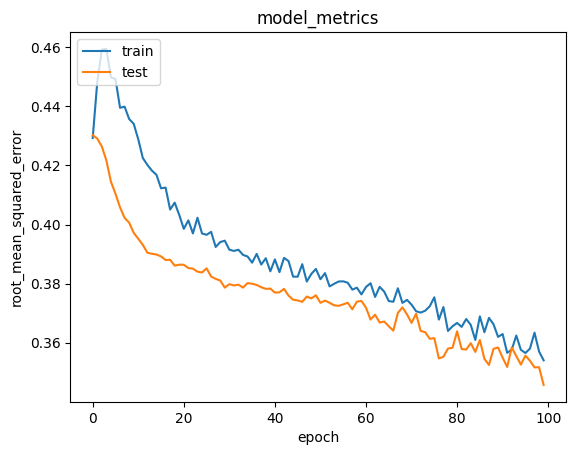 model_metrics
train
test
root_mean_squared_error
0.46
0.44
0.42
0.40
0.38
0.36
0 20 40 60 80 100
epoch